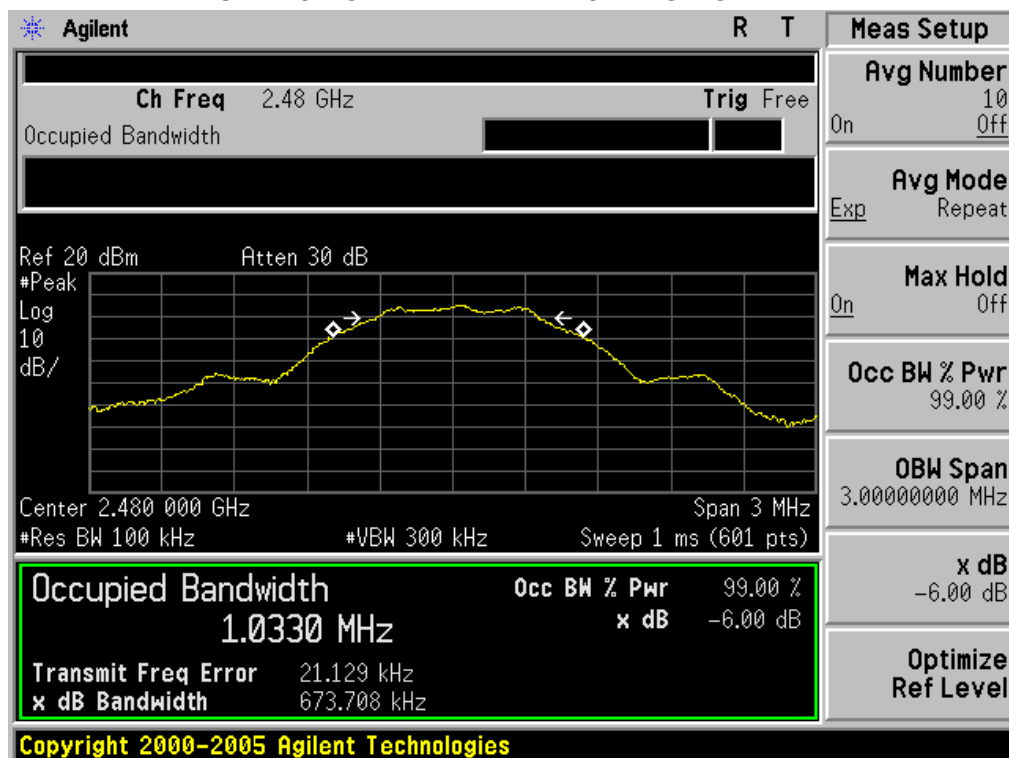 Agilent R T
Ch Freq 2.48 GHz Trig Free
Occupied Bandwidth
Ref 20 dBm Atten 30 dB
#Peak
Log
10
dB/
Center 2.480 000 GHz Span 3 MHz
#Res BW 100 kHz #VBW 300 kHz Sweep 1 ms (601 pts)
Occupied Bandwidth Occ BW % Pwr 99.00 %
1.0330 MHz x dB -6.00 dB
Transmit Freq Error 21.129 kHz
x dB Bandwidth 673.708 kHz
Copyright 2000-2005 Agilent Technologies
Meas Setup
Avg Number
10
On Off
Avg Mode
Exp Repeat
Max Hold
On Off
Occ BW % Pwr
99.00 %
OBW Span
3.00000000 MHz
x dB
-6.00 dB
Optimize
Ref Level